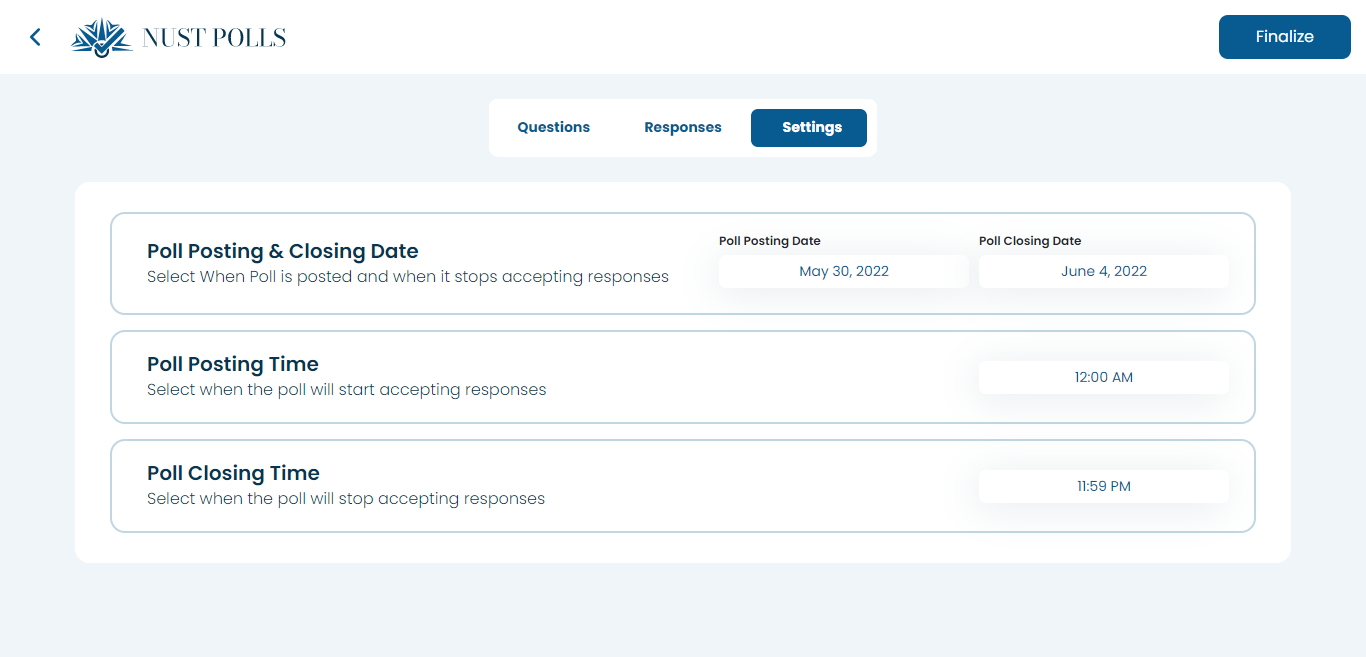 NUST POLLS
Finalize
Questions Responses Settings
Poll Posting & Closing Date
Select When Poll is posted and when it stops accepting responses
Poll Posting Date
May 30, 2022
Poll Closing Date
June 4, 2022
Poll Posting Time
Select when the poll will start accepting responses
12:00 AM
Poll Closing Time
Select when the poll will stop accepting responses
11:59 PM